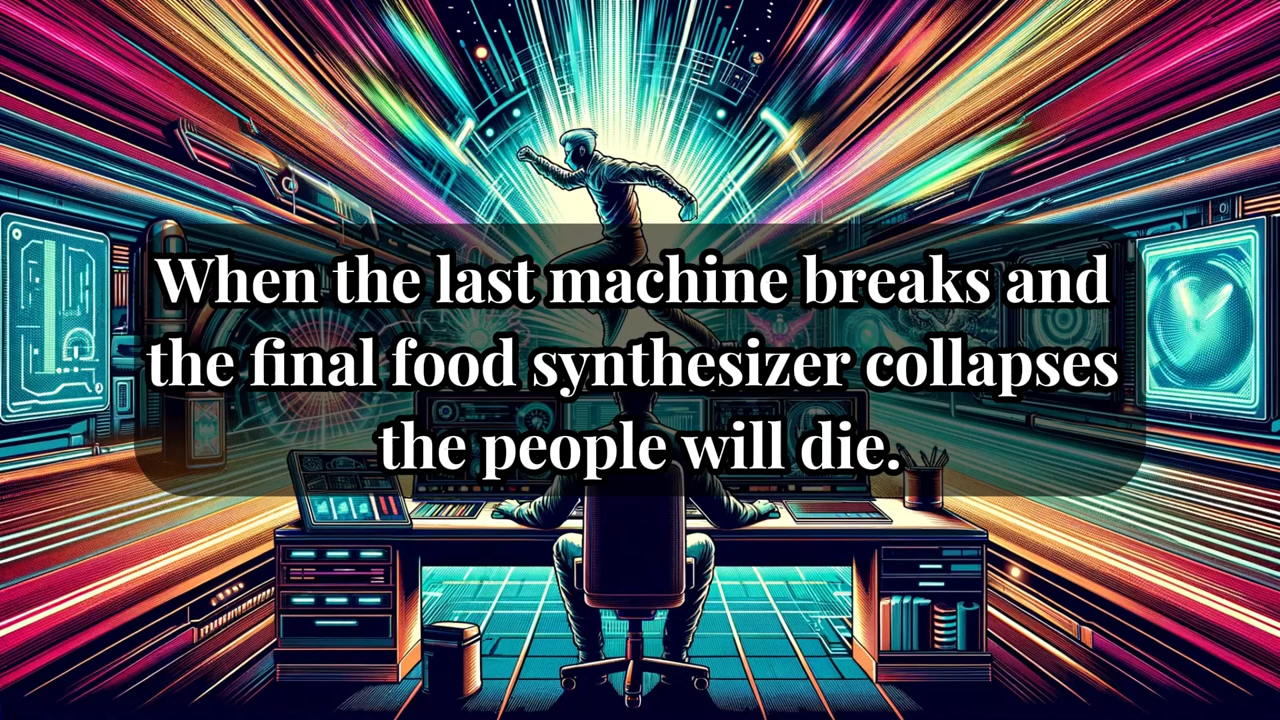 When the last machine breaks and
the final food synthesizer collapses
the people will die.